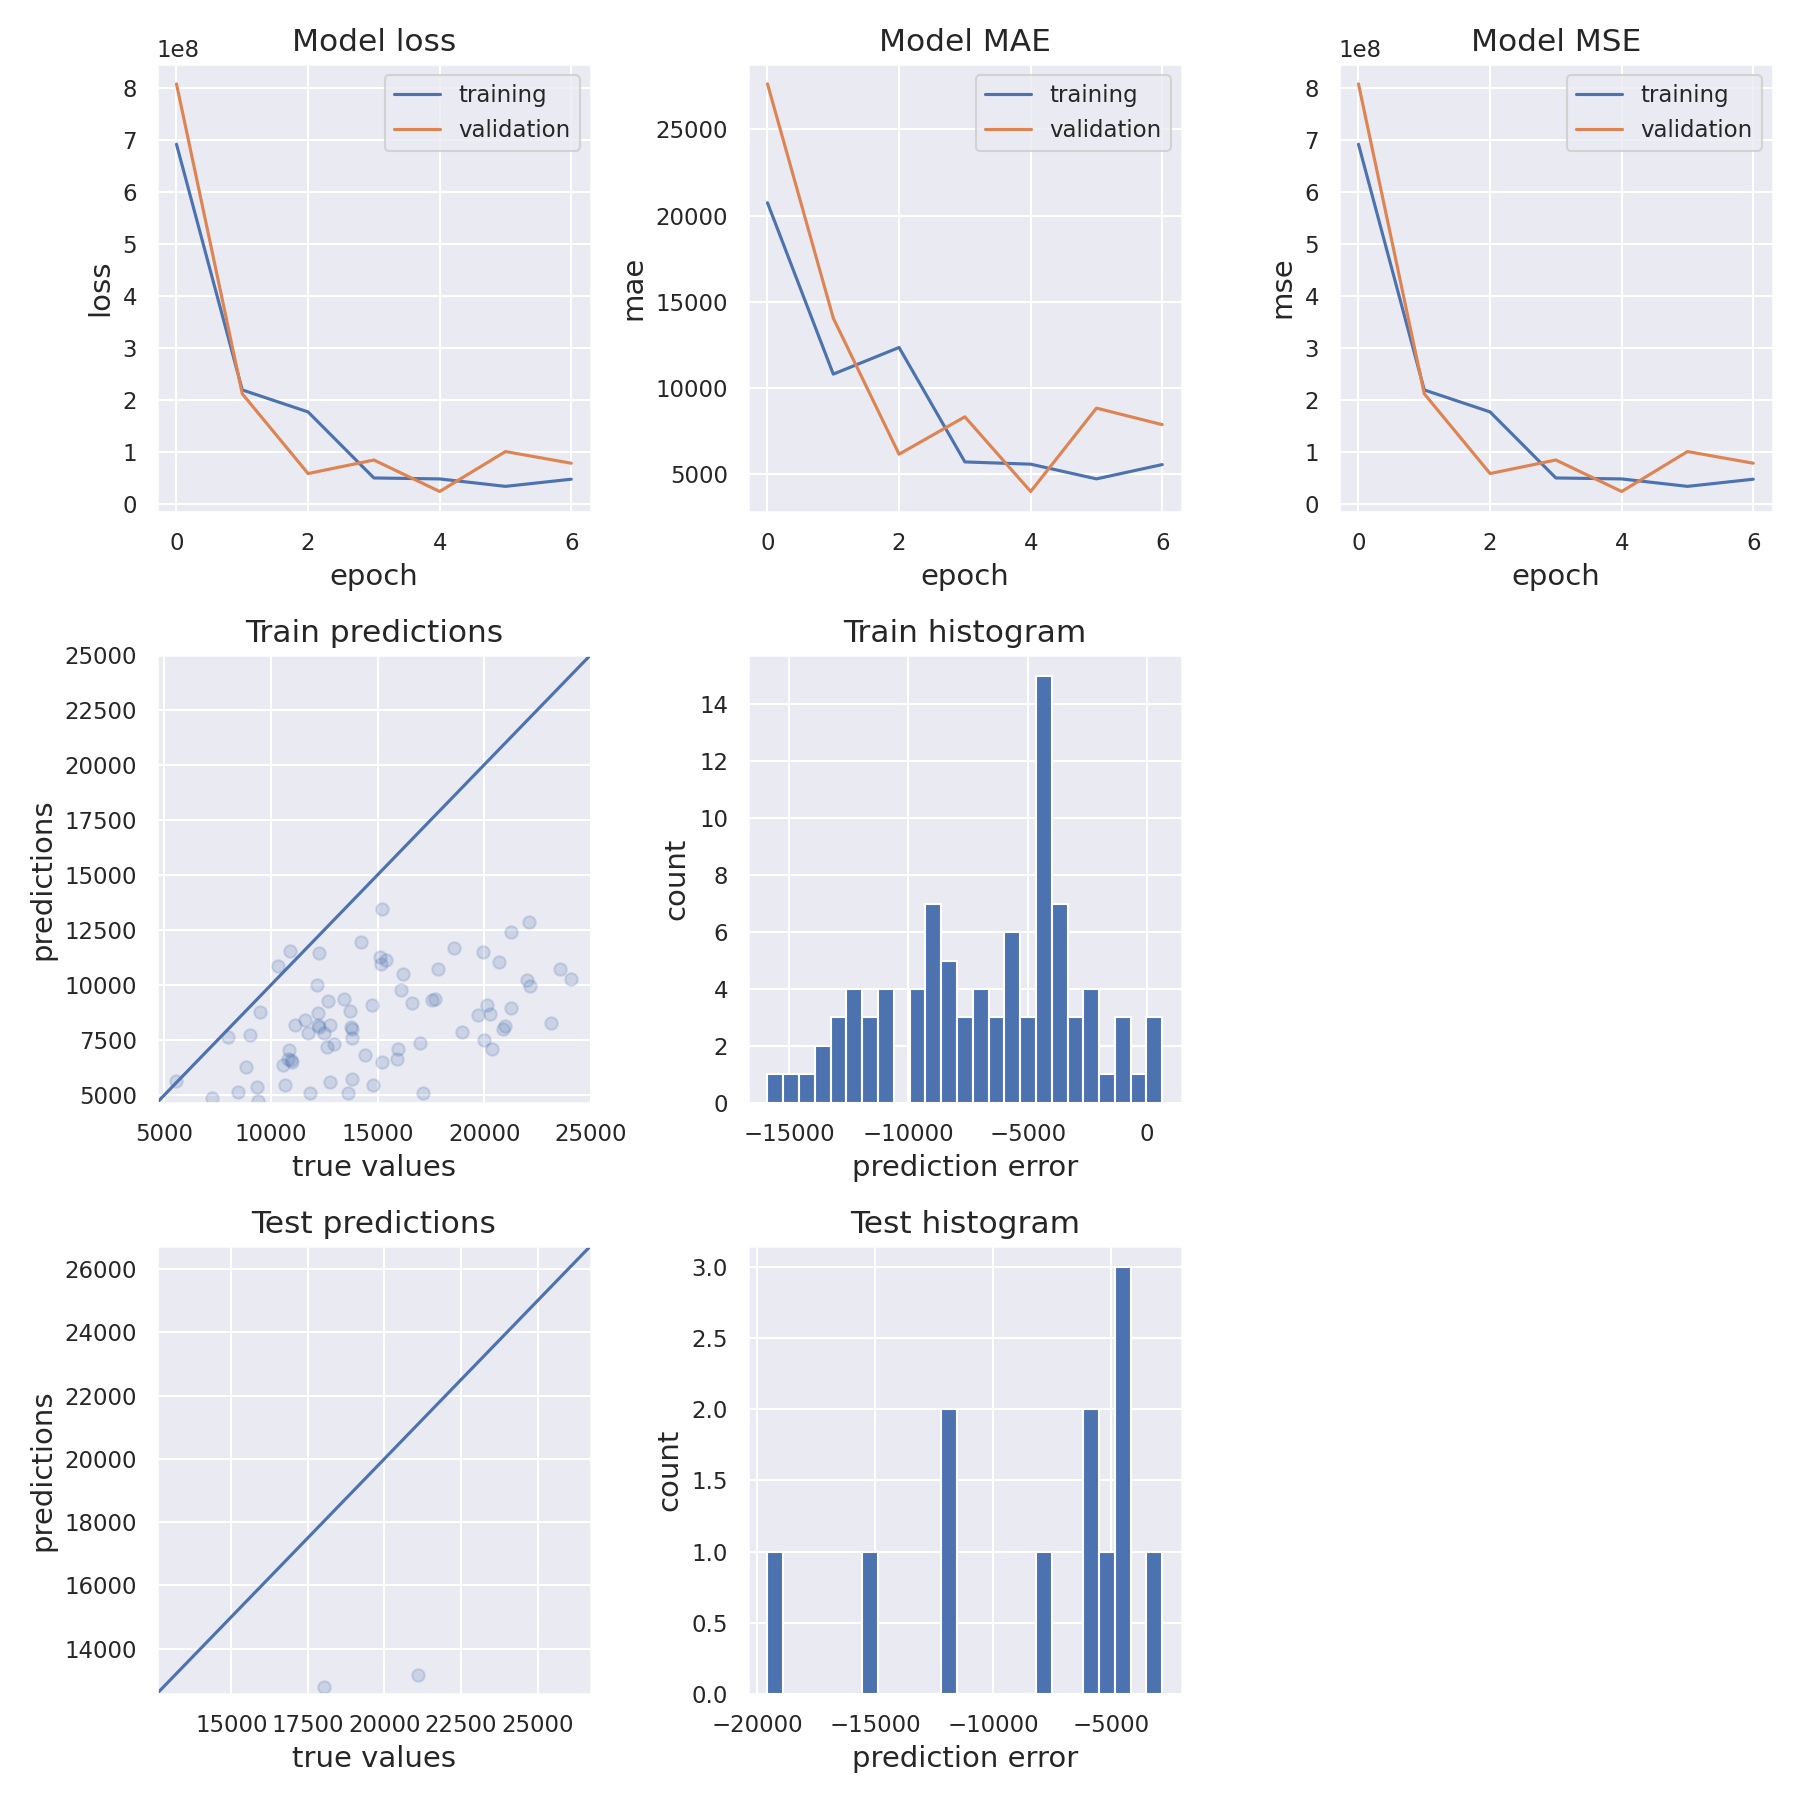 Model loss
1e8
training
validation
8
7
6
5
4
3
2
1
0
loss
0 2 4 6
epoch
Model MAE
training
validation
25000
20000
15000
10000
5000
mae
0 2 4 6
epoch
Model MSE
1e8
training
validation
8
7
6
5
4
3
2
1
0
mse
0 2 4 6
epoch
Train predictions
25000
22500
20000
17500
15000
12500
10000
7500
5000
predictions
5000 10000 15000 20000 25000
true values
Train histogram
14
12
10
8
6
4
2
0
count
−15000 −10000 −5000 0
prediction error
Test predictions
26000
24000
22000
20000
18000
16000
14000
predictions
15000 17500 20000 22500 25000
true values
Test histogram
3.0
2.5
2.0
1.5
1.0
0.5
0.0
count
−20000 −15000 −10000 −5000
prediction error